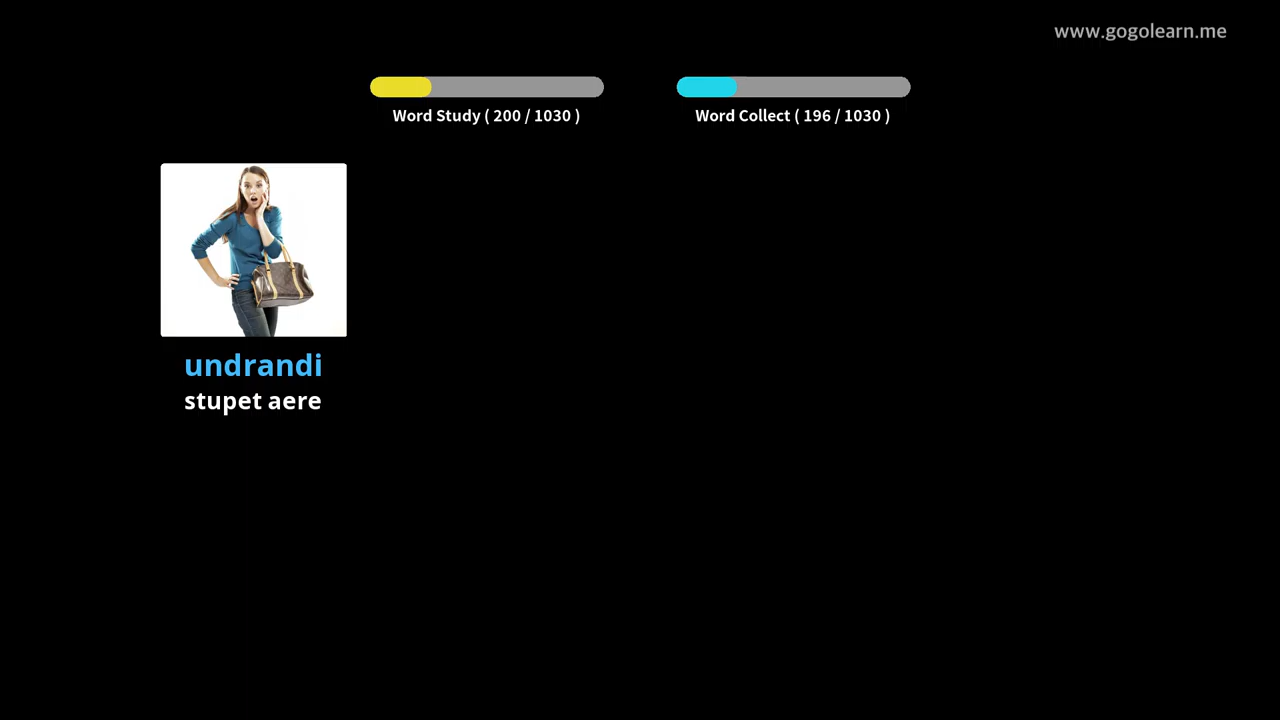 www.gogolearn.me
Word Study ( 200 / 1030 )
Word Collect ( 196 / 1030 )
undrandi
stupet aere